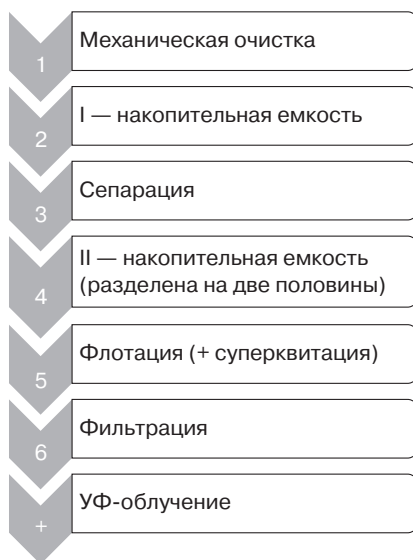 1
Механическая очистка
2
I — накопительная емкость
3
Сепарация
4
II — накопительная емкость
(разделена на две половины)
5
Флотация (+ суперквитация)
6
Фильтрация
+
УФ-облучение